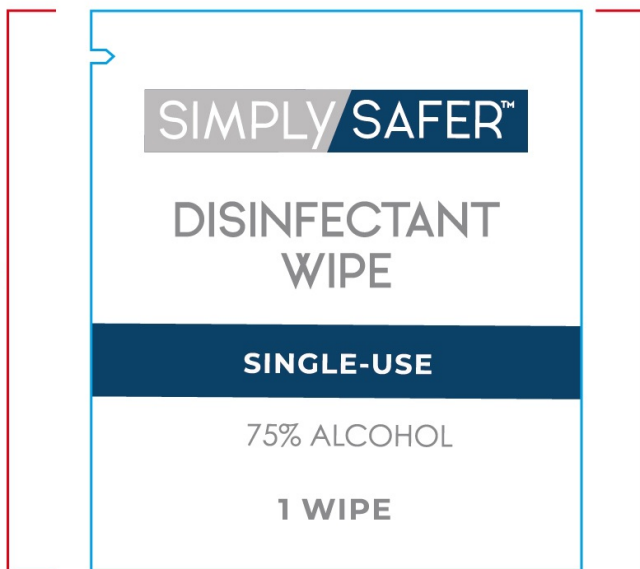 SIMPLY SAFER™
DISINFECTANT
WIPE
SINGLE-USE
75% ALCOHOL
1 WIPE